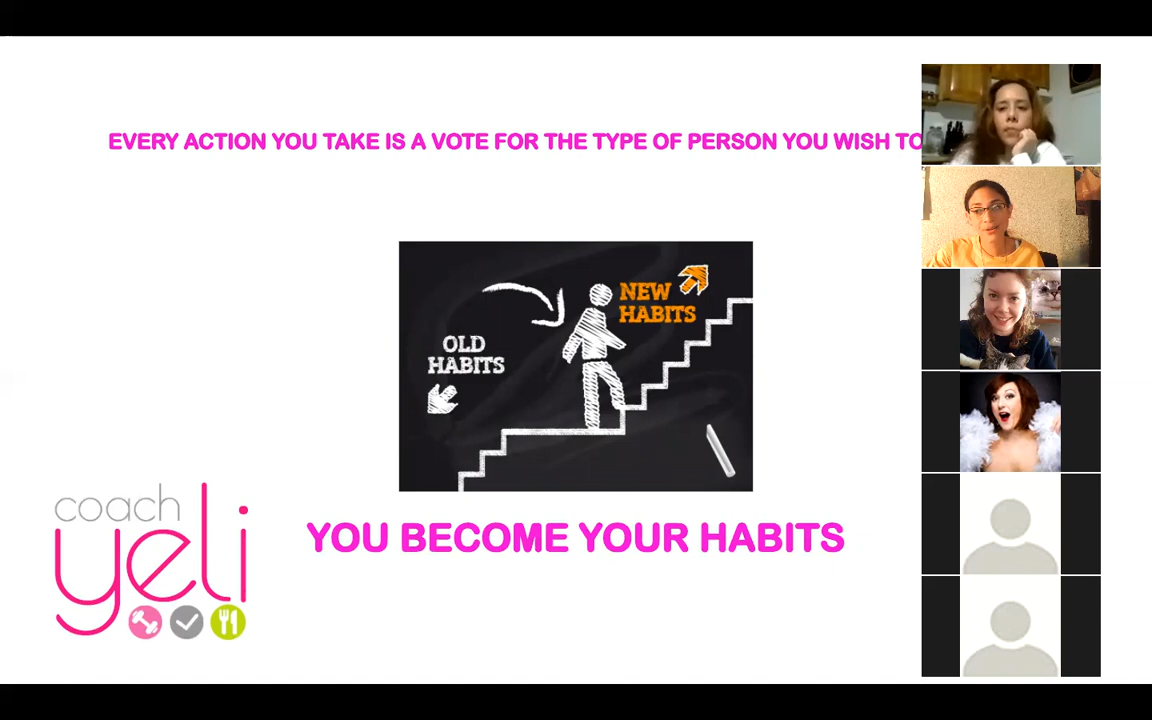 EVERY ACTION YOU TAKE IS A VOTE FOR THE TYPE OF PERSON YOU WISH TO
NEW
HABITS
OLD
HABITS
YOU BECOME YOUR HABITS
coach
yeli